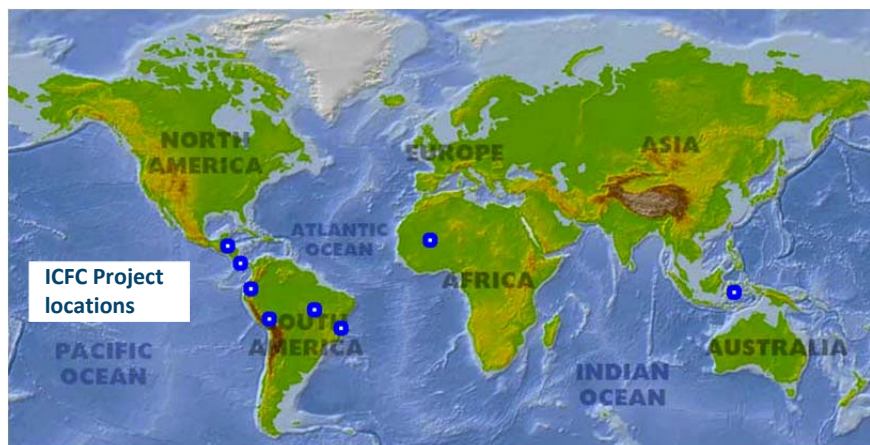 NORTH
AMERICA
EUROPE
ASIA
ATLANTIC
OCEAN
AFRICA
ICFC Project
locations
SOUTH
AMERICA
PACIFIC
OCEAN
INDIAN
OCEAN
AUSTRALIA